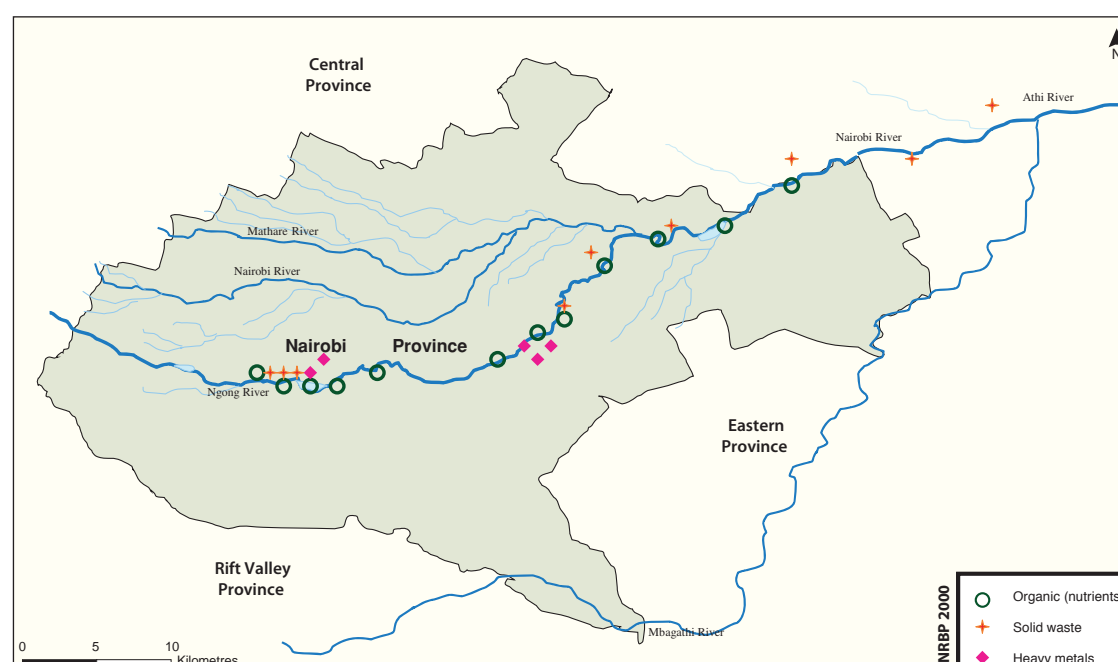 Central
Province
N
Athi River
Nairobi River
Mathare River
Nairobi River
Nairobi Province
Ngong River
Eastern
Province
Rift Valley
Province
Mbagathi River
0 5 10
Kilometres
NRBP 2000
Organic (nutrients
Solid waste
Heavy metals